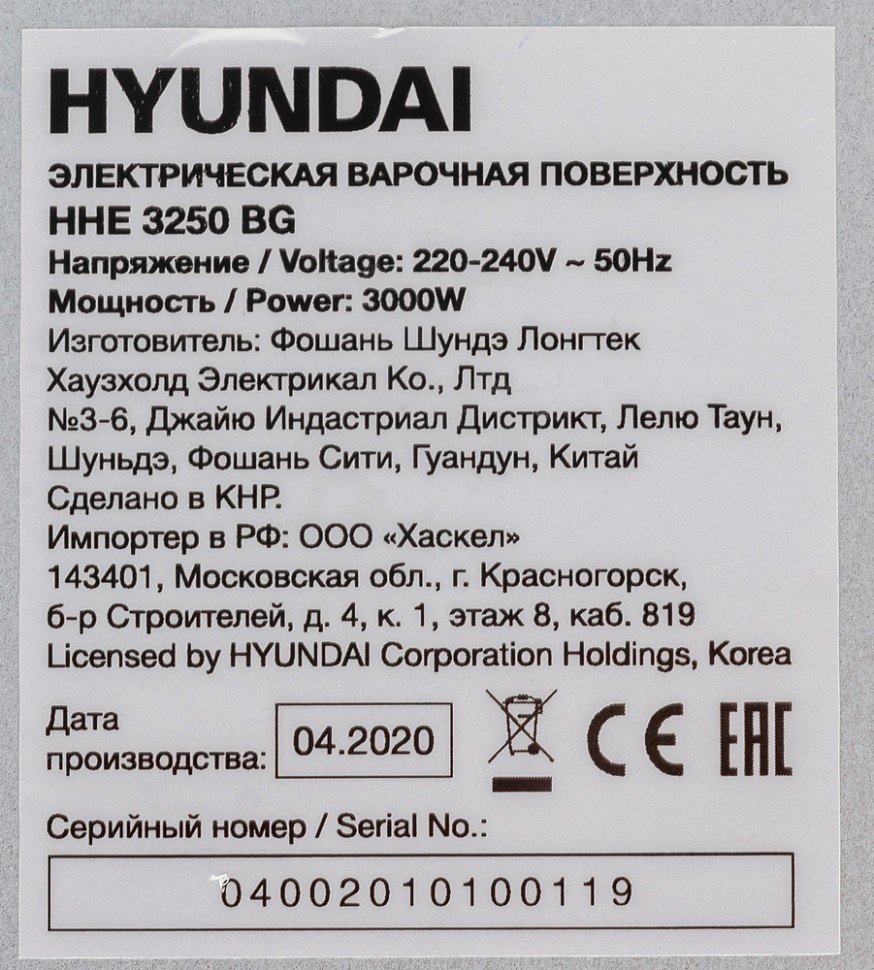 HYUNDAI
ЭЛЕКТРИЧЕСКАЯ ВАРОЧНАЯ ПОВЕРХНОСТЬ
HHE 3250 BG
Напряжение / Voltage: 220-240V ~ 50Hz
Мощность / Power: 3000W
Изготовитель: Фошань Шундэ Лонгтек
Хаузхолд Электрикал Ко., Лтд
№3-6, Джайю Индастриал Дистрикт, Лелю Таун,
Шуньдэ, Фошань Сити, Гуандун, Китай
Сделано в КНР.
Импортер в РФ: ООО «Хаскел»
143401, Московская обл., г. Красногорск,
б-р Строителей, д. 4, к. 1, этаж 8, каб. 819
Licensed by HYUNDAI Corporation Holdings, Korea
Дата
производства: 04.2020 CE EAC
Серийный номер / Serial No.:
04002010100119